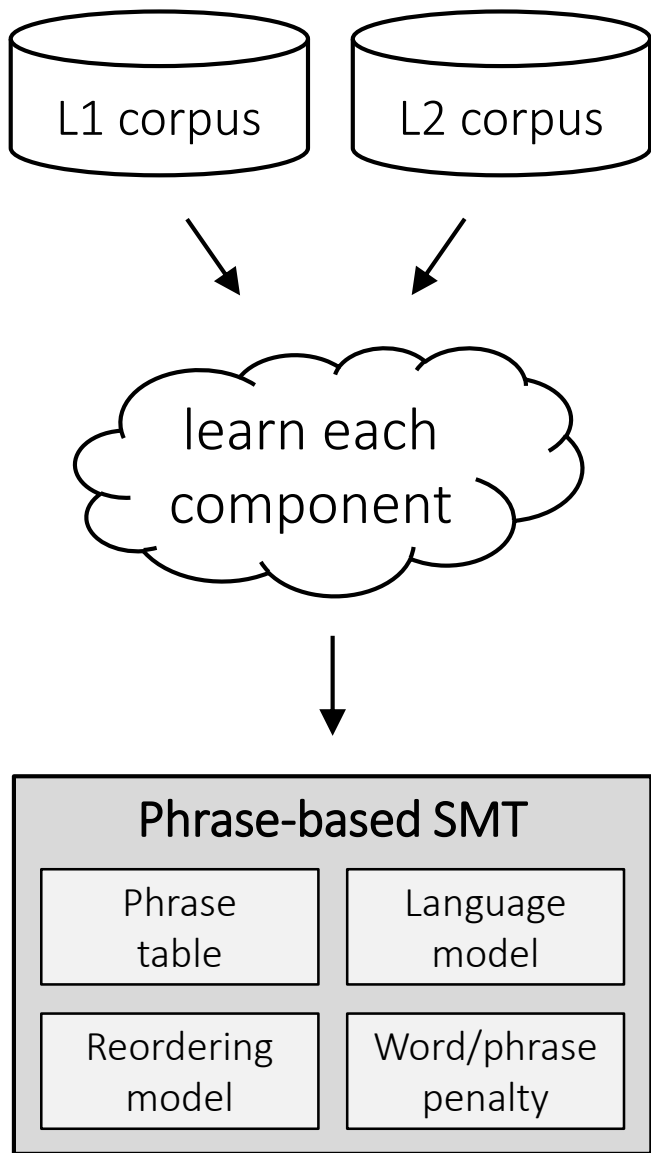 L1 corpus
L2 corpus
learn each
component
Phrase-based SMT
Phrase
table
Language
model
Reordering
model
Word/phrase
penalty